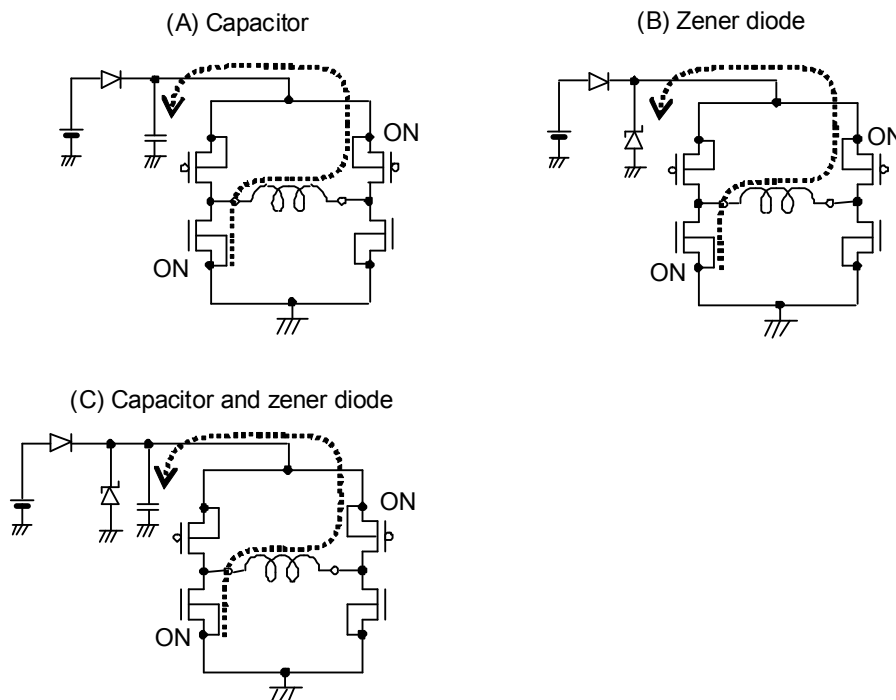 (A) Capacitor
(B) Zener diode
ON
ON
ON
ON
(C) Capacitor and zener diode
ON
ON